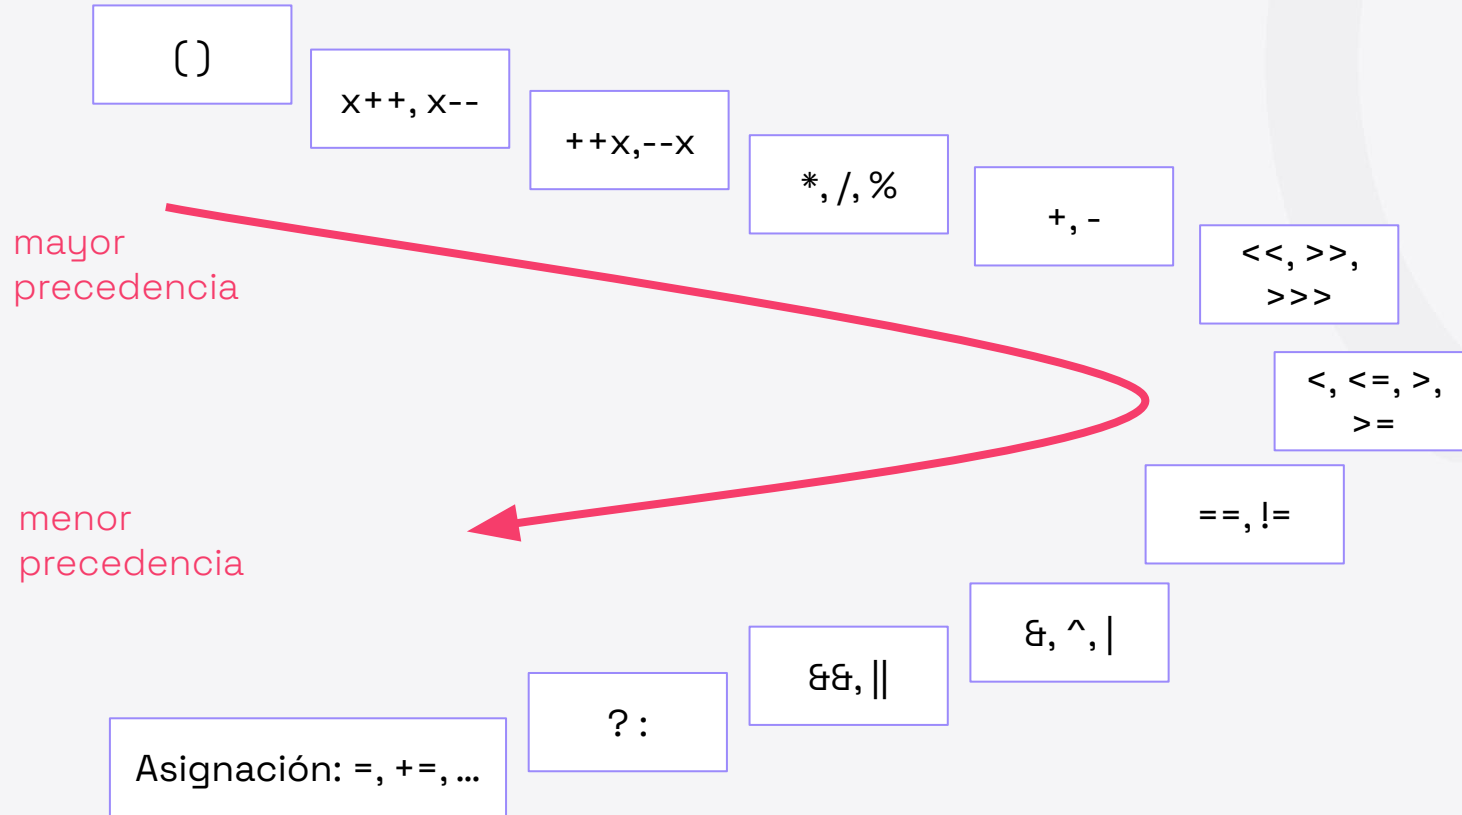 ()
x++, x--
++x,--x
*, /, %
+, -
<<, >>,
>>>
mayor
precedencia
<, <=, >,
>=
==, !=
menor
precedencia
&, ^, |
&&, ||
? :
Asignación: =, +=, ...